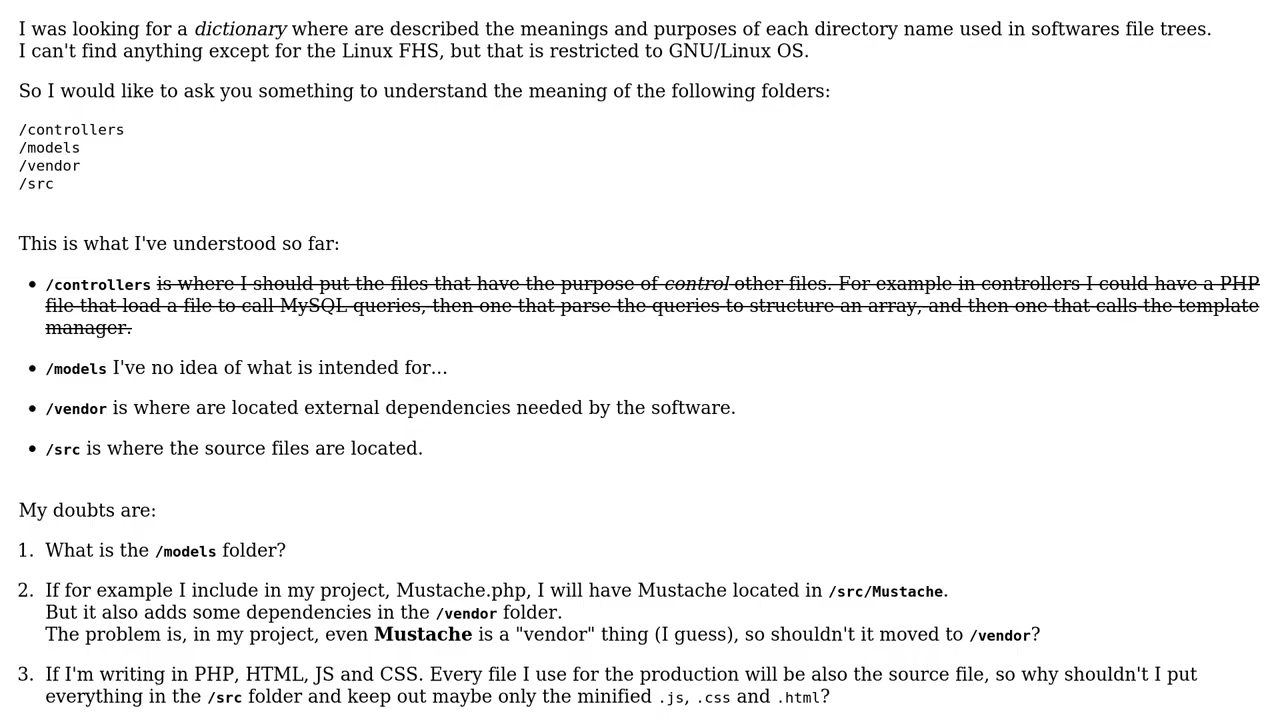 I was looking for a dictionary where are described the meanings and purposes of each directory name used in softwares file trees.
I can't find anything except for the Linux FHS, but that is restricted to GNU/Linux OS.
So I would like to ask you something to understand the meaning of the following folders:
/controllers
/models
/vendor
/src
This is what I've understood so far:
• /controllers is where I should put the files that have the purpose of control other files. For example in controllers I could have a PHP
file that load a file to call MySQL queries, then one that parse the queries to structure an array, and then one that calls the template
manager.
• /models I've no idea of what is intended for...
• /vendor is where are located external dependencies needed by the software.
• /src is where the source files are located.
My doubts are:
1. What is the /models folder?
2. If for example I include in my project, Mustache.php, I will have Mustache located in /src/Mustache.
But it also adds some dependencies in the /vendor folder.
The problem is, in my project, even Mustache is a "vendor" thing (I guess), so shouldn't it moved to /vendor?
3. If I'm writing in PHP, HTML, JS and CSS. Every file I use for the production will be also the source file, so why shouldn't I put
everything in the /src folder and keep out maybe only the minified .js, .css and .html?